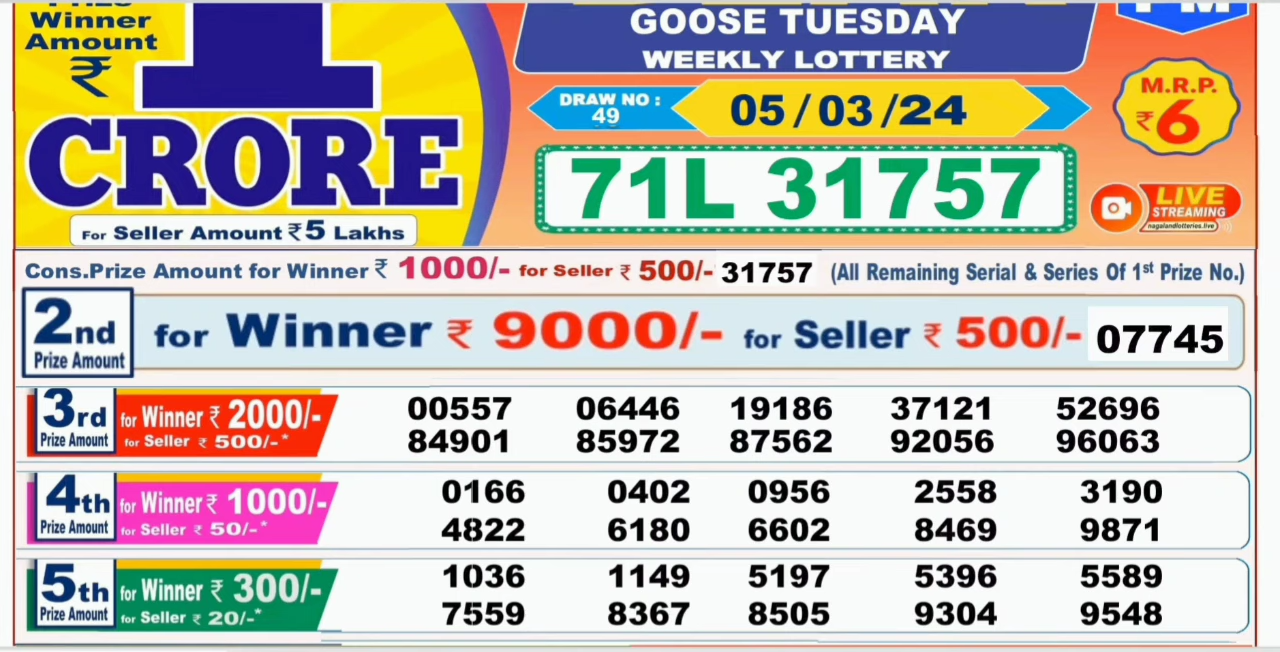 Winner
Amount
₹
1
CRORE
For Seller Amount ₹5 Lakhs
GOOSE TUESDAY
WEEKLY LOTTERY
DRAW NO :
49
05/03/24
71L 31757
M.R.P.
₹6
LIVE
STREAMING
nagalandlotteries.live
Cons.Prize Amount for Winner ₹ 1000/- for Seller ₹ 500/- 31757 (All Remaining Serial & Series Of 1st Prize No.)
2nd
Prize Amount
for Winner ₹ 9000/- for Seller ₹ 500/- 07745
3rd
Prize Amount
for Winner ₹ 2000/-
for Seller ₹ 500/-*
00557 06446 19186 37121 52696
84901 85972 87562 92056 96063
4th
Prize Amount
for Winner ₹ 1000/-
for Seller ₹ 50/-*
0166 0402 0956 2558 3190
4822 6180 6602 8469 9871
5th
Prize Amount
for Winner ₹ 300/-
for Seller ₹ 20/-*
1036 1149 5197 5396 5589
7559 8367 8505 9304 9548